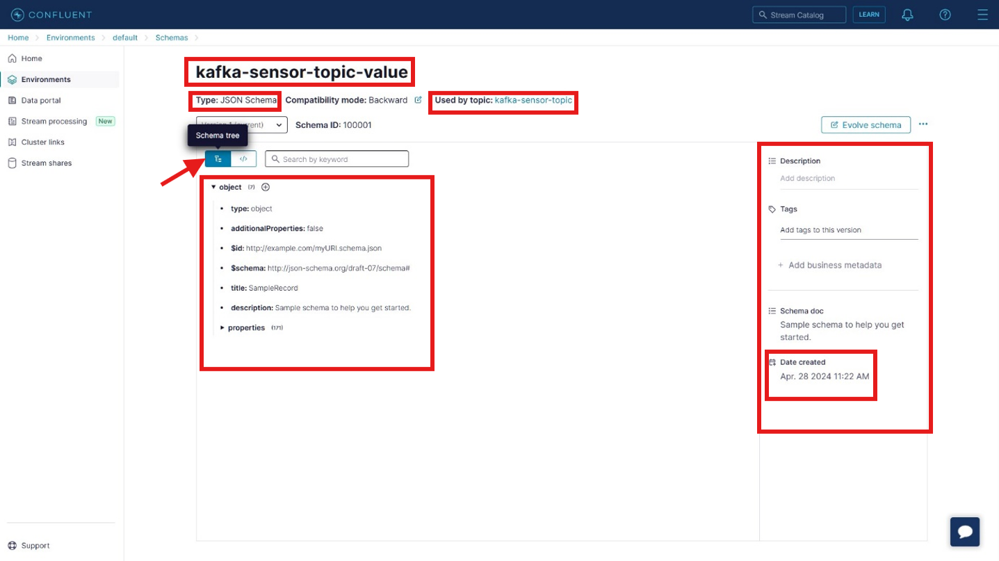 CONFLUENT
Stream Catalog
LEARN
Home > Environments > default > Schemas >
Home
Environments
Data portal
Stream processing New
Cluster links
Stream shares
Support
kafka-sensor-topic-value
Type: JSON Schema Compatibility mode: Backward Used by topic: kafka-sensor-topic
Version 1 (current) Schema ID: 100001
Evolve schema
Schema tree
</>
Search by keyword
object (7)
• type: object
• additionalProperties: false
• $id: http://example.com/myURI.schema.json
• $schema: http://json-schema.org/draft-07/schema#
• title: SampleRecord
• description: Sample schema to help you get started.
properties (171)
Description
Add description
Tags
Add tags to this version
+ Add business metadata
Schema doc
Sample schema to help you get
started.
Date created
Apr. 28 2024 11:22 AM